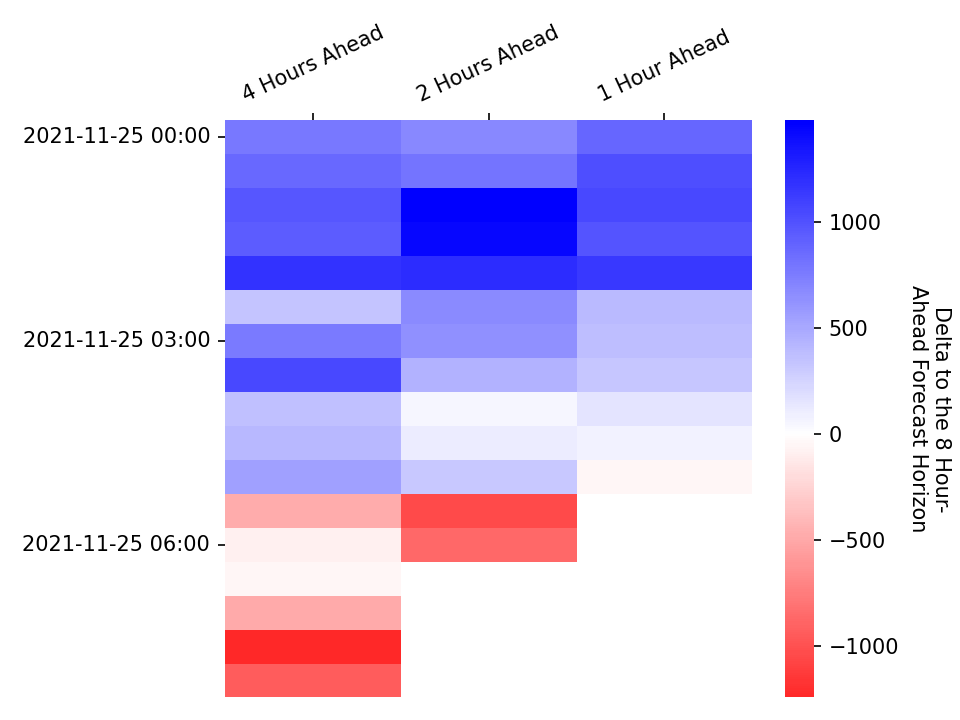 4 Hours Ahead
2 Hours Ahead
1 Hour Ahead
2021-11-25 00:00
2021-11-25 03:00
2021-11-25 06:00
1000
500
0
−500
−1000
Delta to the 8 Hour-
Ahead Forecast Horizon